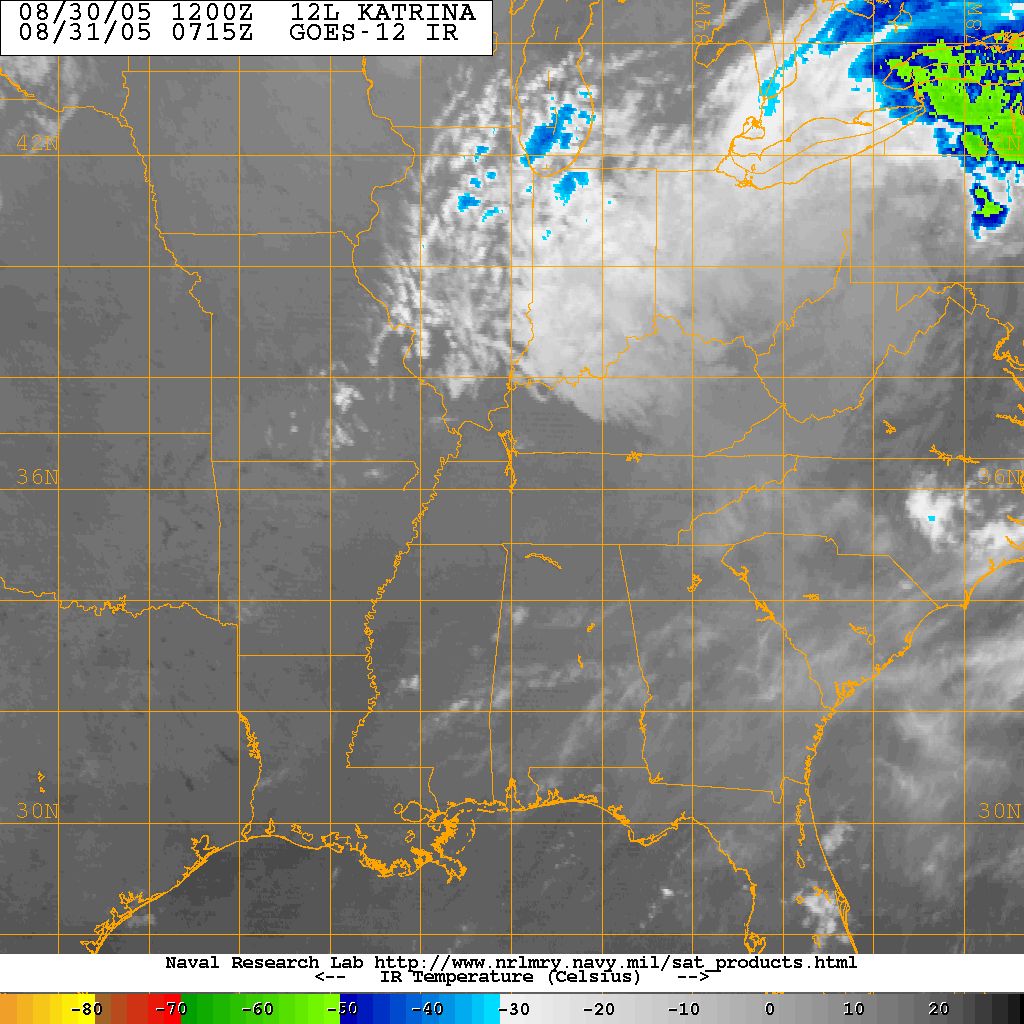 08/30/05 1200Z 12L KATRINA
08/31/05 0715Z GOES-12 IR
84W
78W
42N
36N
36N
30N
30N
Naval Research Lab http://www.nrlmry.navy.mil/sat_products.html
<-- IR Temperature (Celsius) -->
-80 -70 -60 -50 -40 -30 -20 -10 0 10 20